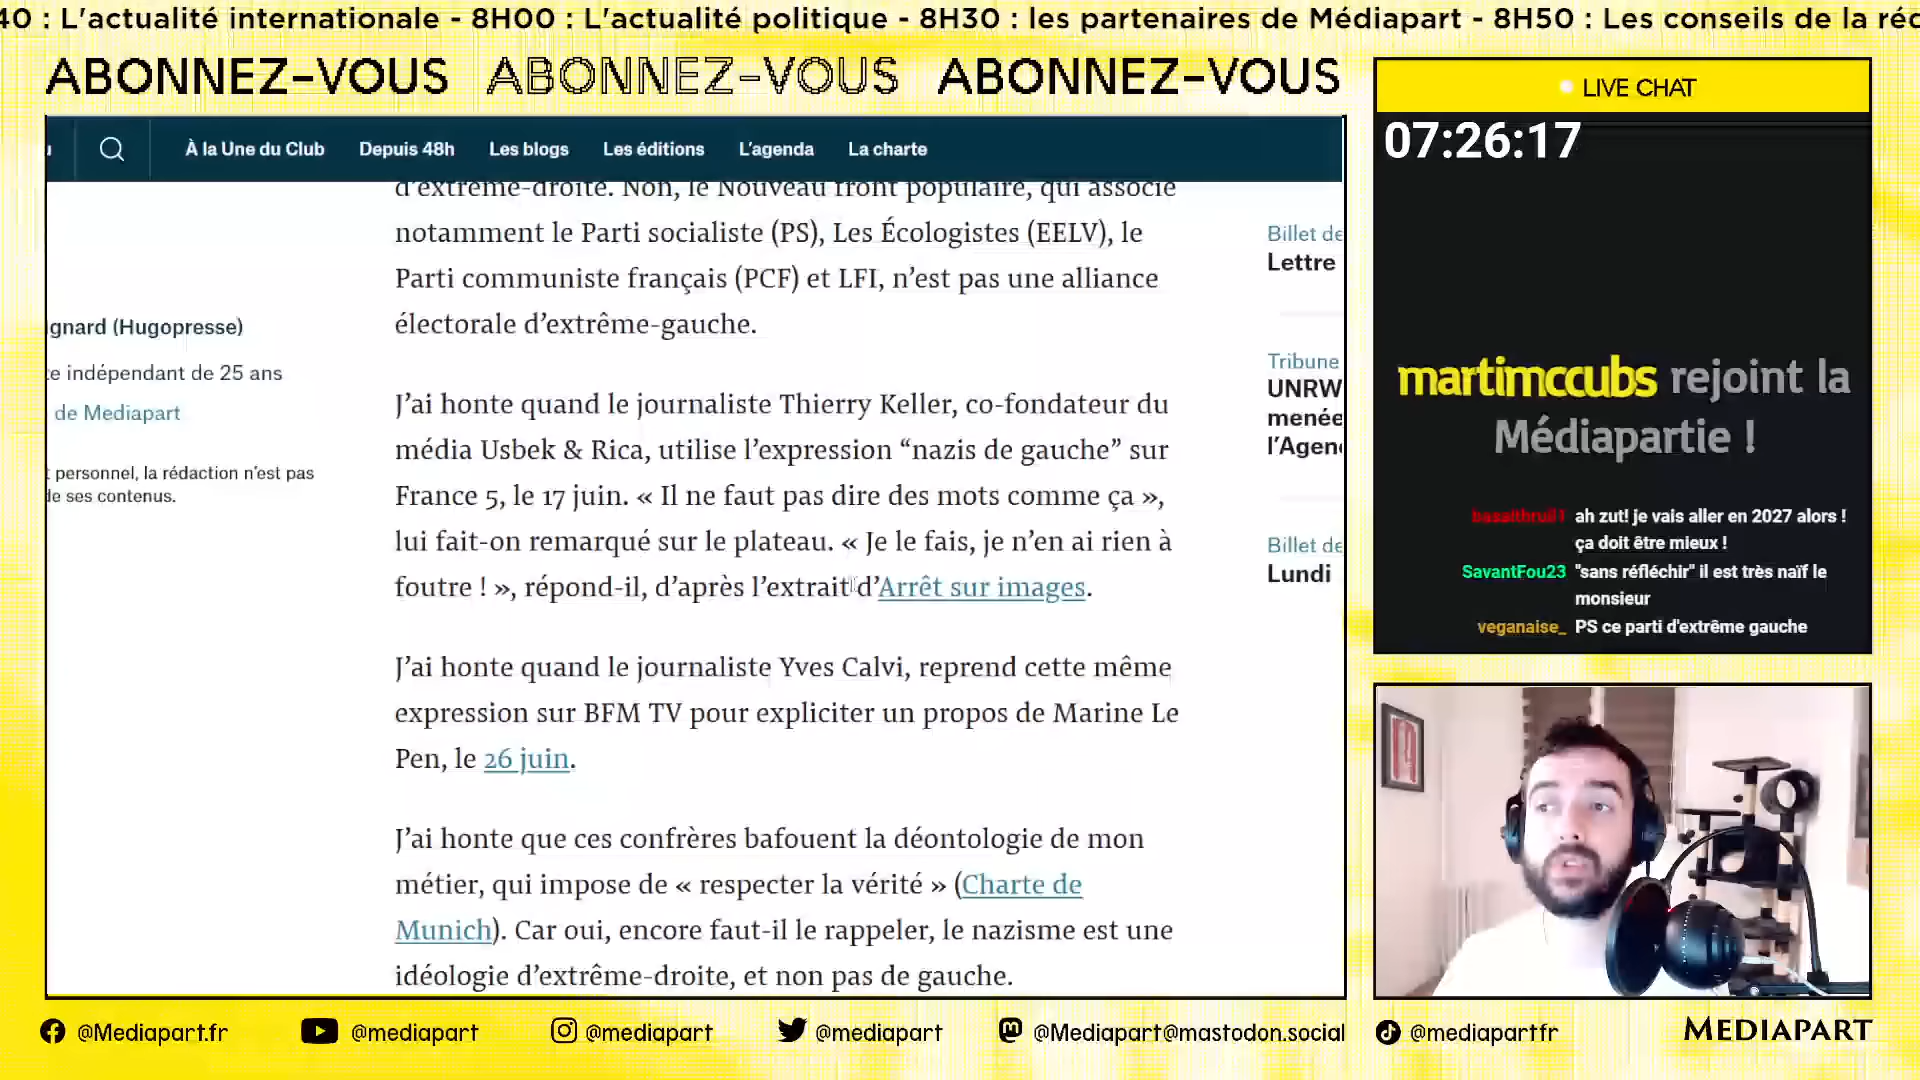 40 : L'actualité internationale - 8H00 : L'actualité politique - 8H30 : les partenaires de Médiapart - 8H50 : Les conseils de la
ABONNEZ-VOUS ABONNEZ-VOUS ABONNEZ-VOUS
À la Une du Club Depuis 48h Les blogs Les éditions L'agenda La charte
d'extrême-droite. Non, le Nouveau front populaire, qui associe
notamment le Parti socialiste (PS), Les Écologistes (EELV), le
Parti communiste français (PCF) et LFI, n'est pas une alliance
électorale d'extrême-gauche.
J'ai honte quand le journaliste Thierry Keller, co-fondateur du
média Usbek & Rica, utilise l'expression “nazis de gauche” sur
France 5, le 17 juin. « Il ne faut pas dire des mots comme ça »,
lui fait-on remarqué sur le plateau. « Je le fais, je n'en ai rien à
foutre ! », répond-il, d'après l'extrait d'Arrêt sur images.
J'ai honte quand le journaliste Yves Calvi, reprend cette même
expression sur BFM TV pour expliciter un propos de Marine Le
Pen, le 26 juin.
J'ai honte que ces confrères bafouent la déontologie de mon
métier, qui impose de « respecter la vérité » (Charte de
Munich). Car oui, encore faut-il le rappeler, le nazisme est une
idéologie d'extrême-droite, et non pas de gauche.
gnard (Hugopresse)
indépendant de 25 ans
de Mediapart
personnel, la rédaction n'est pas
de ses contenus.
Billet de
Lettre
Tribune
UNRW
menée
l'Agen
Billet de
Lundi
LIVE CHAT
07:26:17
martimccubs rejoint la
Médiapartie !
ah zut! je vais aller en 2027 alors !
ça doit être mieux !
SavantFou23 "sans réfléchir" il est très naïf le
monsieur
veganaise_ PS ce parti d'extrême gauche
@Mediapart.fr @mediapart @mediapart @mediapart @Mediapart@mastodon.social @mediapartfr MEDIAPART